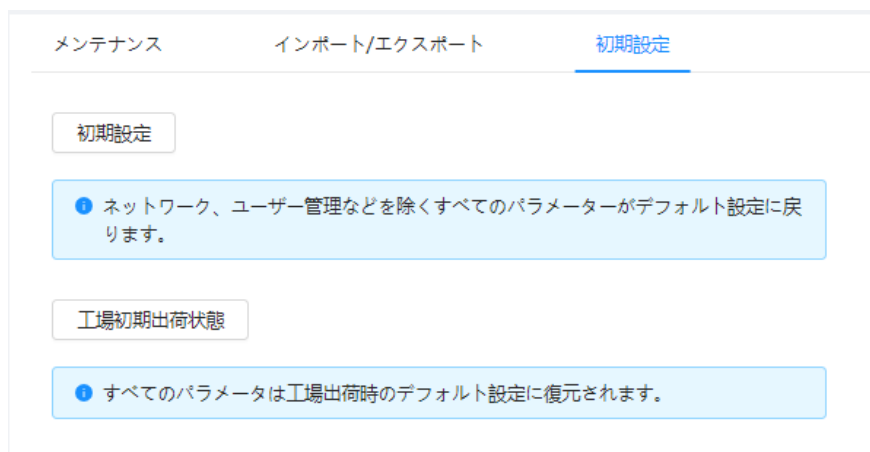 メンテナンス インポート/エクスポート 初期設定
初期設定
ネットワーク、ユーザー管理などを除くすべてのパラメーターがデフォルト設定に戻
ります。
工場初期出荷状態
すべてのパラメータは工場出荷時のデフォルト設定に復元されます。